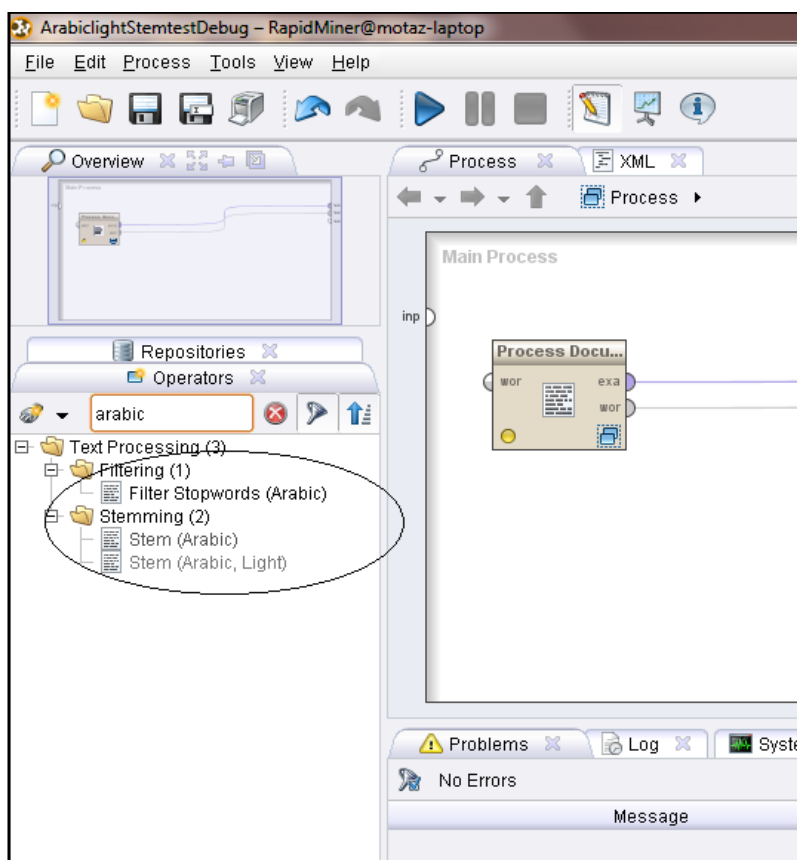 ArabiclightStemtestDebug – RapidMiner@motaz-laptop
File Edit Process Tools View Help
Overview
Process
XML
Process
Main Process
inp
Process Docu...
wor
exa
wor
Repositories
Operators
arabic
Text Processing (3)
Filtering (1)
Filter Stopwords (Arabic)
Stemming (2)
Stem (Arabic)
Stem (Arabic, Light)
Problems
Log
Syste
No Errors
Message